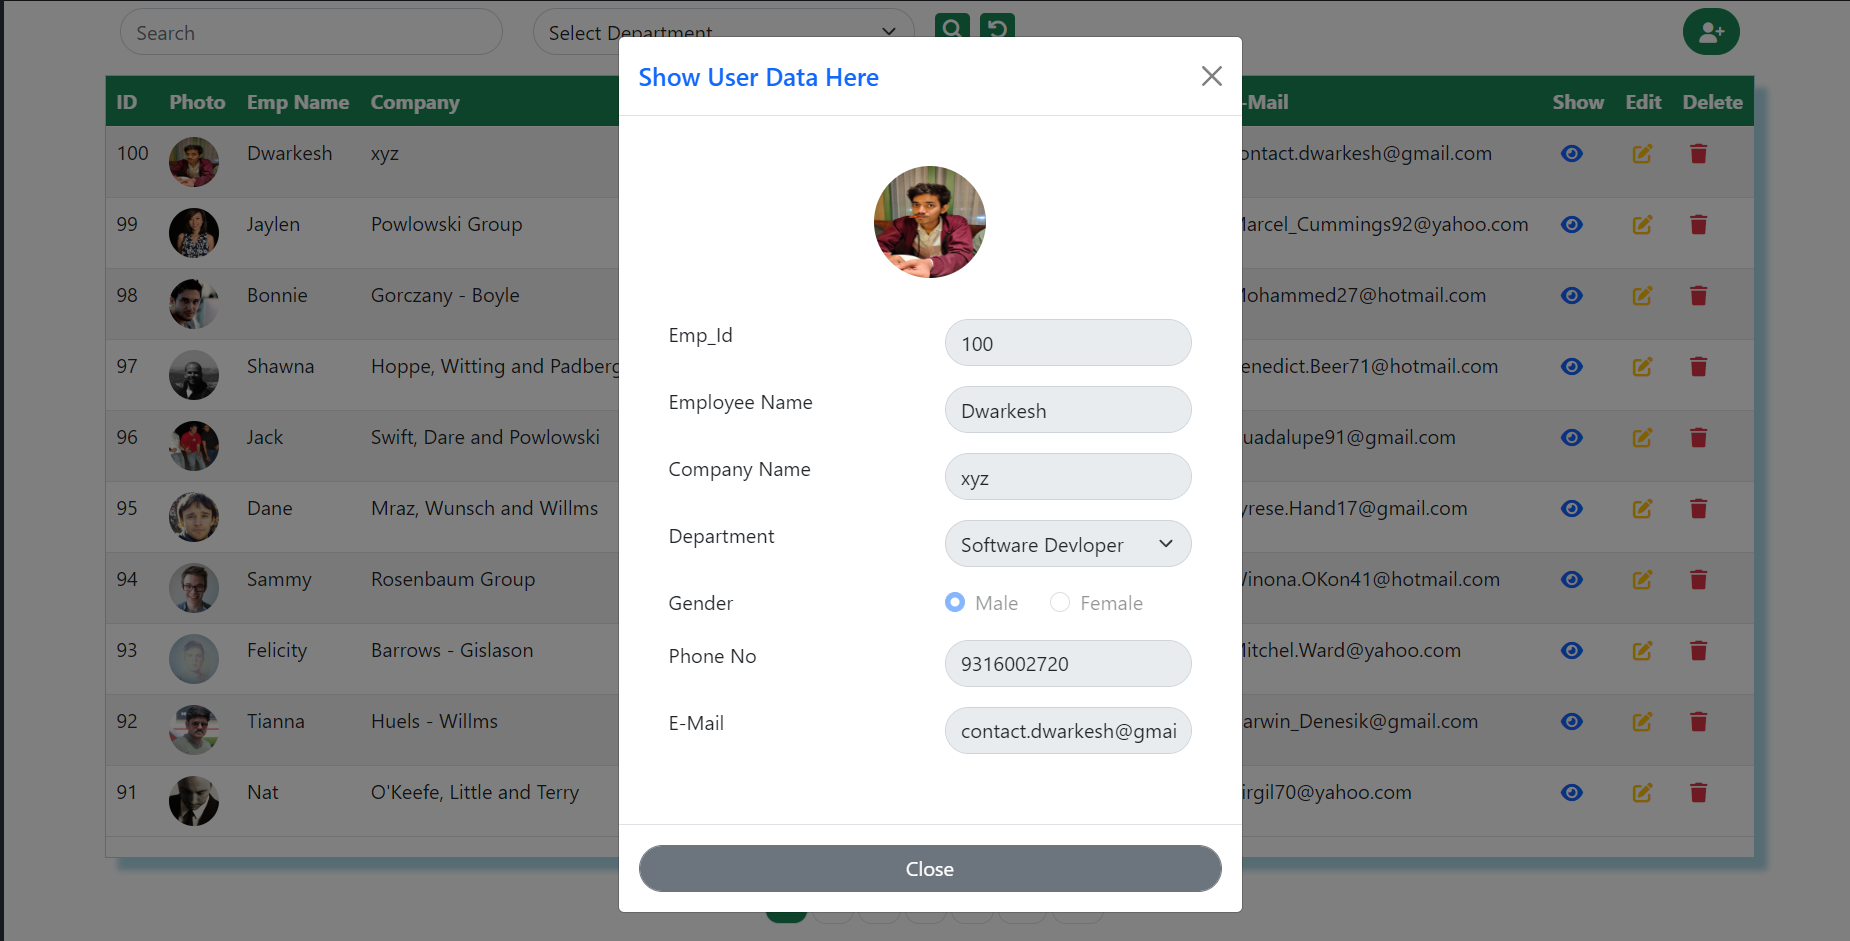 Search
Select Department
Show User Data Here
ID Photo Emp Name Company -Mail Show Edit Delete
100 Dwarkesh xyz ontact.dwarkesh@gmail.com
99 Jaylen Powlowski Group arcel_Cummings92@yahoo.com
98 Bonnie Gorczany - Boyle ohammed27@hotmail.com
97 Shawna Hoppe, Witting and Padberg enedict.Beer71@hotmail.com
96 Jack Swift, Dare and Powlowski uadalupe91@gmail.com
95 Dane Mraz, Wunsch and Willms yrese.Hand17@gmail.com
94 Sammy Rosenbaum Group inona.OKon41@hotmail.com
93 Felicity Barrows - Gislason itchel.Ward@yahoo.com
92 Tianna Huels - Willms arwin_Denesik@gmail.com
91 Nat O'Keefe, Little and Terry irgil70@yahoo.com
Emp_Id 100
Employee Name Dwarkesh
Company Name xyz
Department Software Devloper
Gender Male Female
Phone No 9316002720
E-Mail contact.dwarkesh@gmai
Close